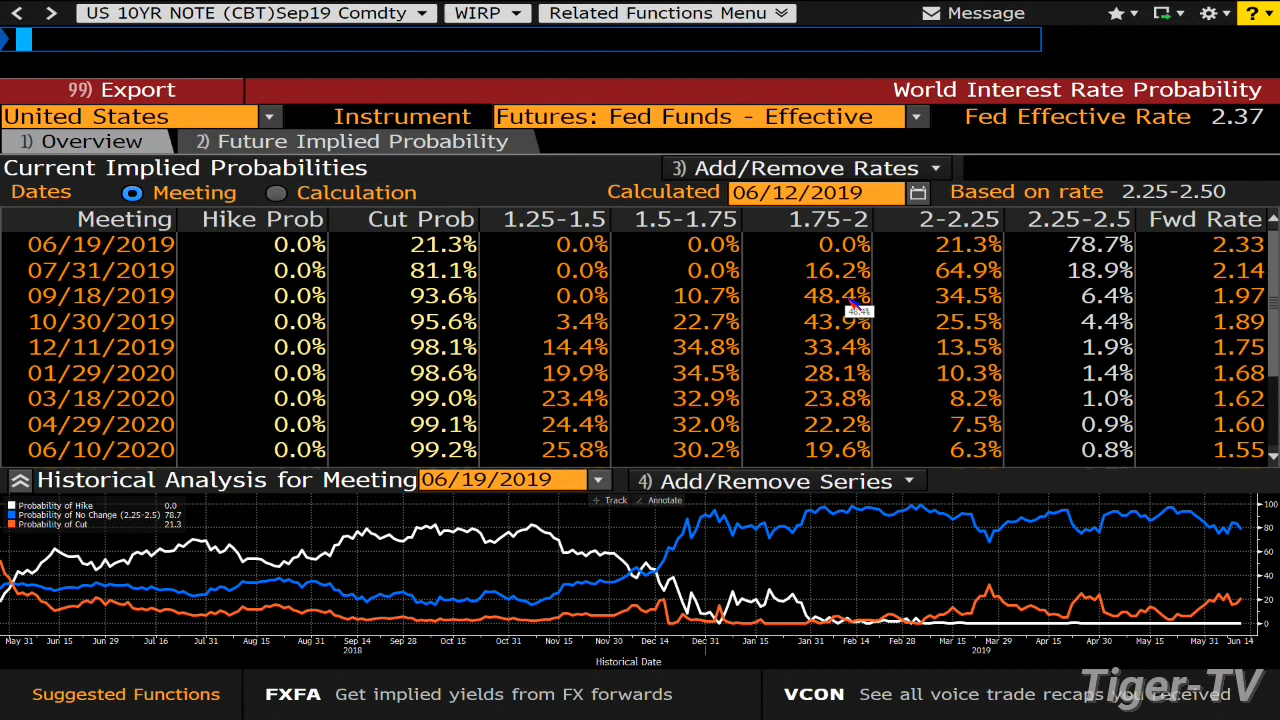 US 10YR NOTE (CBT)Sep19 Comdty WIRP Related Functions Menu Message ?
99) Export World Interest Rate Probability
United States Instrument Futures: Fed Funds - Effective Fed Effective Rate 2.37
1) Overview 2) Future Implied Probability
Current Implied Probabilities 3) Add/Remove Rates
Dates Meeting Calculation Calculated 06/12/2019 Based on rate 2.25-2.50
Meeting Hike Prob Cut Prob 1.25-1.5 1.5-1.75 1.75-2 2-2.25 2.25-2.5 Fwd Rate
06/19/2019 0.0% 21.3% 0.0% 0.0% 0.0% 21.3% 78.7% 2.33
07/31/2019 0.0% 81.1% 0.0% 0.0% 16.2% 64.9% 18.9% 2.14
09/18/2019 0.0% 93.6% 0.0% 10.7% 48.4% 34.5% 6.4% 1.97
48.4%
10/30/2019 0.0% 95.6% 3.4% 22.7% 43.9% 25.5% 4.4% 1.89
12/11/2019 0.0% 98.1% 14.4% 34.8% 33.4% 13.5% 1.9% 1.75
01/29/2020 0.0% 98.6% 19.9% 34.5% 28.1% 10.3% 1.4% 1.68
03/18/2020 0.0% 99.0% 23.4% 32.9% 23.8% 8.2% 1.0% 1.62
04/29/2020 0.0% 99.1% 24.4% 32.0% 22.2% 7.5% 0.9% 1.60
06/10/2020 0.0% 99.2% 25.8% 30.2% 19.6% 6.3% 0.8% 1.55
Historical Analysis for Meeting 06/19/2019 4) Add/Remove Series
Track Annotate
Probability of Hike 0.0
Probability of No Change (2.25-2.5) 78.7
Probability of Cut 21.3
100
80
60
40
20
0
May 31 Jun 15 Jun 29 Jul 16 Jul 31 Aug 15 Aug 31 Sep 14 Sep 28 Oct 15 Oct 31 Nov 15 Nov 30 Dec 14 Dec 31 Jan 15 Jan 31 Feb 14 Feb 28 Mar 15 Mar 29 Apr 15 Apr 30 May 15 May 31 Jun 14
2018 2019
Historical Date
Suggested Functions FXFA Get implied yields from FX forwards VCON See all voice trade recaps you received
Tiger-TV